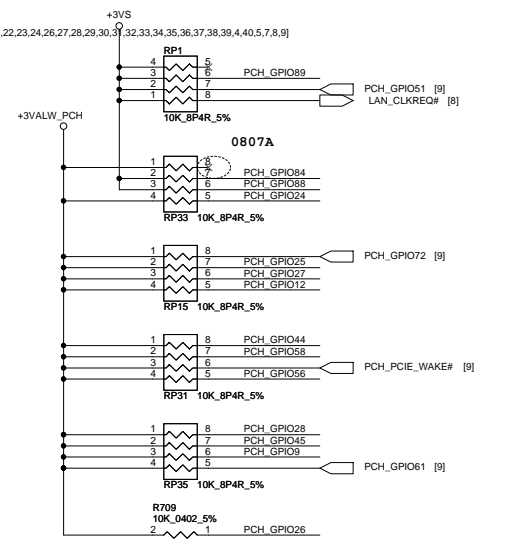 +3VS
,22,23,24,26,27,28,29,30,31,32,33,34,35,36,37,38,39,4,40,5,7,8,9]
RP1
4 5
3 6 PCH_GPIO89
2 7 PCH_GPIO51 [9]
1 8 LAN_CLKREQ# [8]
10K_8P4R_5%
+3VALW_PCH
0807A
1 8
2 7 PCH_GPIO84
3 6 PCH_GPIO88
4 5 PCH_GPIO24
RP33 10K_8P4R_5%
1 8 PCH_GPIO72 [9]
2 7 PCH_GPIO25
3 6 PCH_GPIO27
4 5 PCH_GPIO12
RP15 10K_8P4R_5%
1 8 PCH_GPIO44
2 7 PCH_GPIO58
3 6 PCH_PCIE_WAKE# [9]
4 5 PCH_GPIO56
RP31 10K_8P4R_5%
1 8 PCH_GPIO28
2 7 PCH_GPIO45
3 6 PCH_GPIO9
4 5 PCH_GPIO61 [9]
RP35 10K_8P4R_5%
R709
10K_0402_5%
2 1 PCH_GPIO26